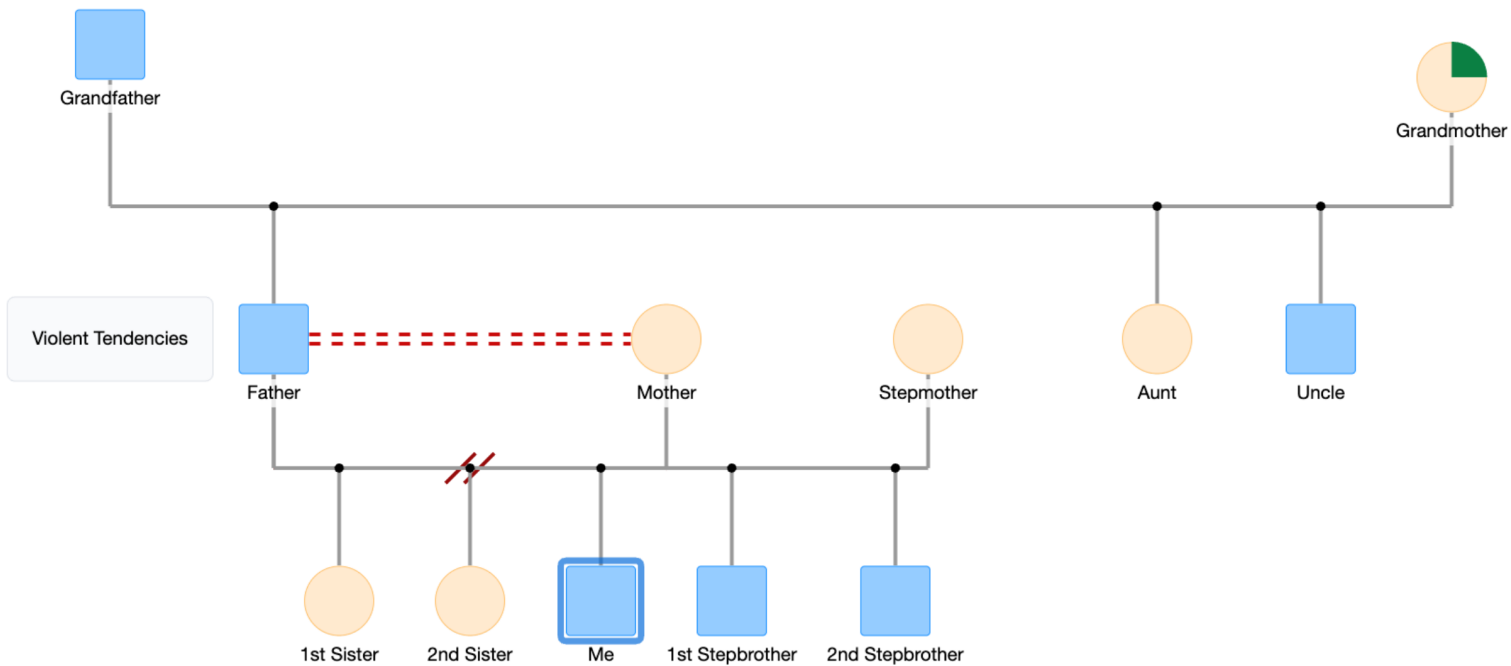 Grandfather
Grandmother
Violent Tendencies
Father
Mother
Stepmother
Aunt
Uncle
1st Sister
2nd Sister
Me
1st Stepbrother
2nd Stepbrother